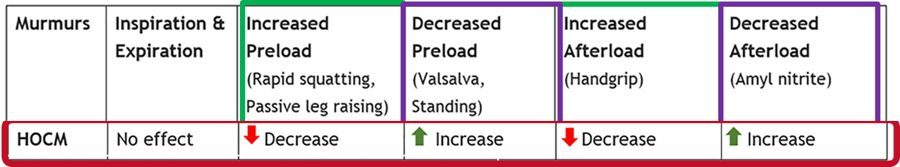 Murmurs
Inspiration &
Expiration
Increased
Preload
(Rapid squatting,
Passive leg raising)
Decreased
Preload
(Valsalva,
Standing)
Increased
Afterload
(Handgrip)
Decreased
Afterload
(Amyl nitrite)
HOCM
No effect
Decrease
Increase
Decrease
Increase